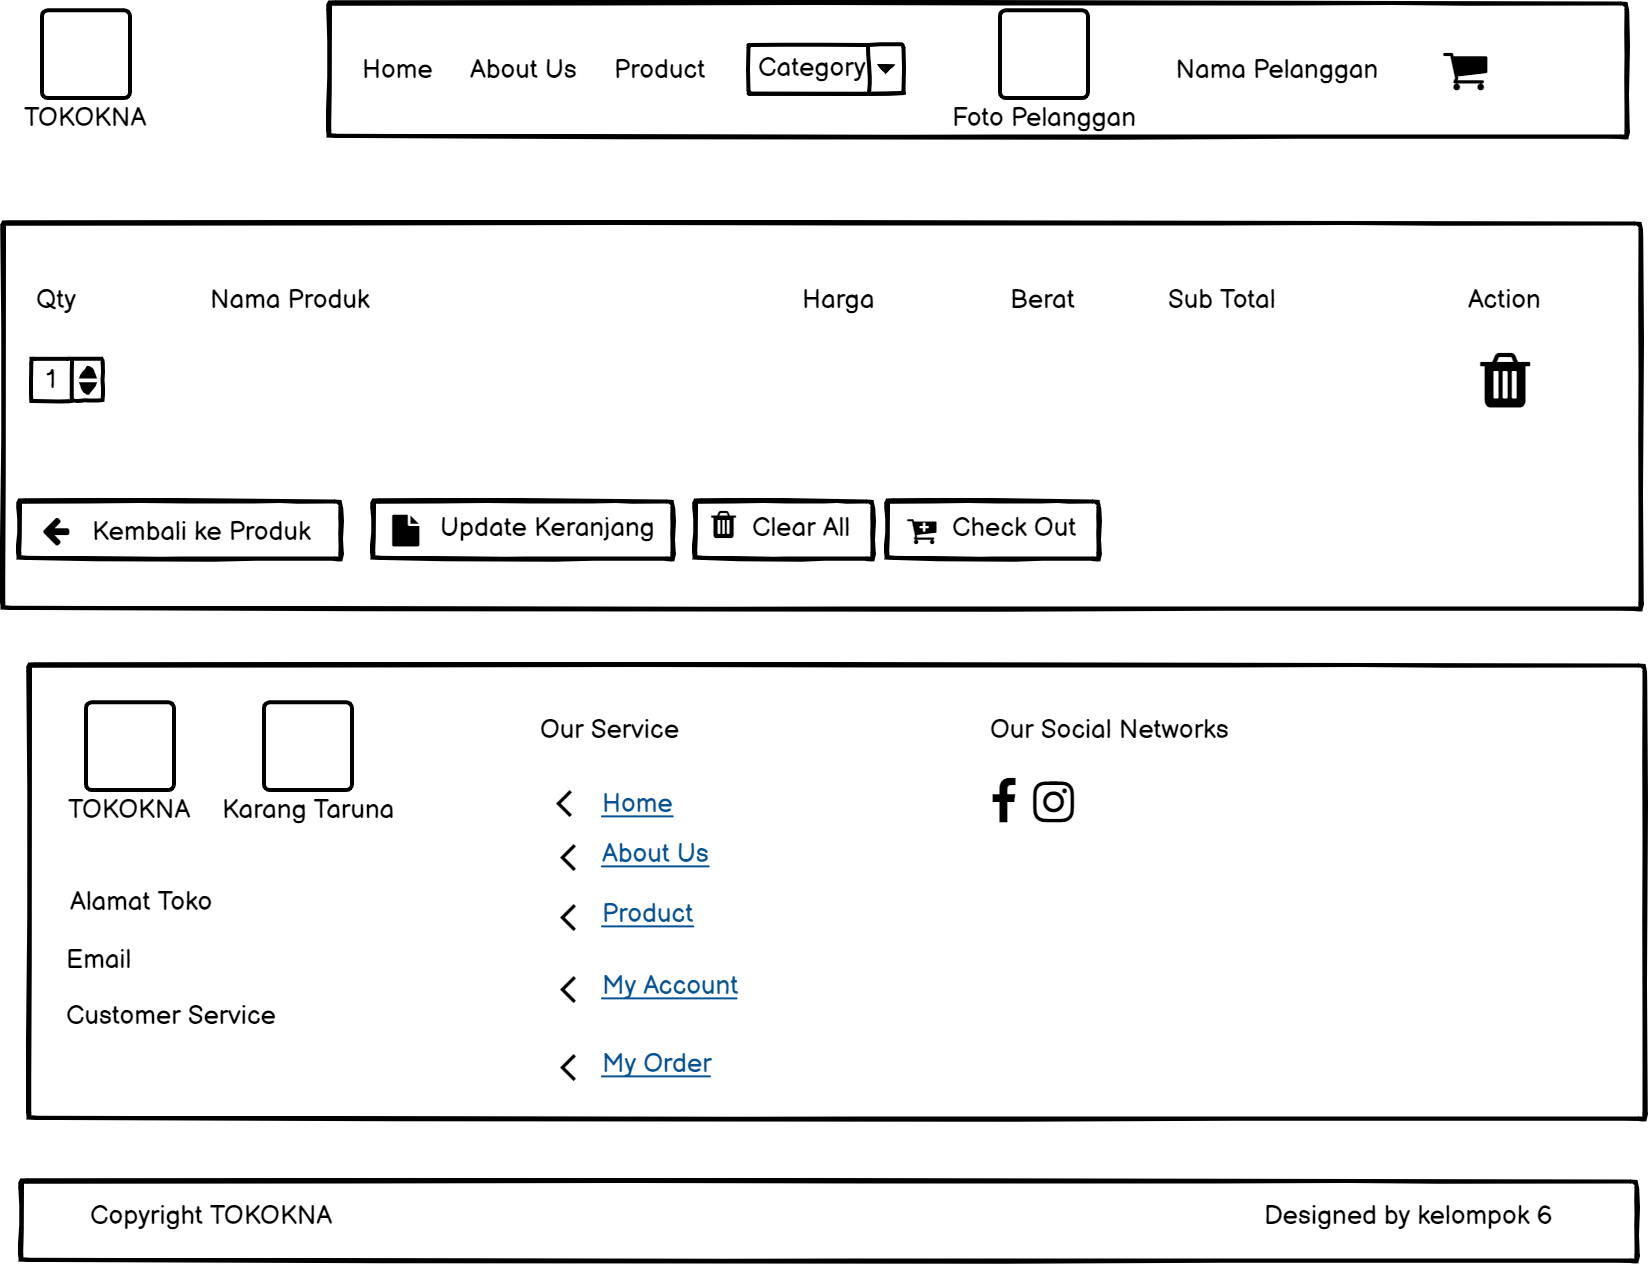 TOKOKNA
Home About Us Product Category Foto Pelanggan Nama Pelanggan
Qty Nama Produk Harga Berat Sub Total Action
1
Kembali ke Produk Update Keranjang Clear All Check Out
TOKOKNA Karang Taruna
Alamat Toko
Email
Customer Service
Our Service
Home
About Us
Product
My Account
My Order
Our Social Networks
Copyright TOKOKNA Designed by kelompok 6